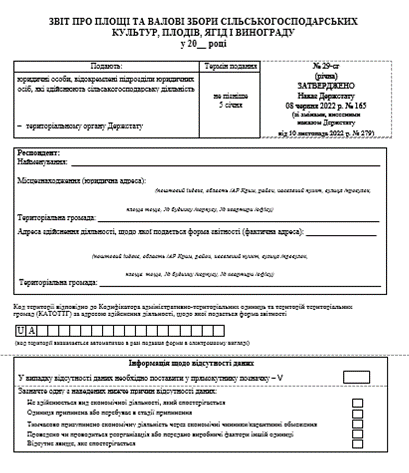 ЗВІТ ПРО ПЛОЩІ ТА ВАЛОВІ ЗБОРИ СІЛЬСЬКОГОСПОДАРСЬКИХ
КУЛЬТУР, ПЛОДІВ, ЯГІД І ВИНОГРАДУ
у 20__ році
Подають:
Термін подання
юридичні особи, відокремлені підрозділи юридичних
осіб, які здійснюють сільськогосподарську діяльність
– територіальному органу Держстату
не пізніше
5 січня
№ 29-сг
(річна)
ЗАТВЕРДЖЕНО
Наказ Держстату
08 червня 2022 р. № 165
(зі змінами, внесеними
наказом Держстату
від 10 листопада 2022 р. № 279)
Респондент:
Найменування:
Місцезнаходження (юридична адреса):
(поштовий індекс, область /АР Крим, район, населений пункт, вулиця /провулок,
площа тощо, № будинку /корпусу, № квартири /офісу)
Територіальна громада:
Адреса здійснення діяльності, щодо якої подається форма звітності (фактична адреса):
(поштовий індекс, область /АР Крим, район, населений пункт, вулиця /провулок,
площа тощо, № будинку /корпусу, № квартири /офісу)
Територіальна громада:
Код території відповідно до Кодифікатора адміністративно-територіальних одиниць та територій територіальних
громад (КАТОТТГ) за адресою здійснення діяльності, щодо якої подається форма звітності
U A
(код території визначається автоматично в разі подання форми в електронному вигляді)
Інформація щодо відсутності даних
У випадку відсутності даних необхідно поставити у прямокутнику позначку – V
Зазначте одну з наведених нижче причин відсутності даних:
Не здійснюється вид економічної діяльності, який спостерігається
Одиниця припинена або перебуває в стадії припинення
Тимчасово призупинено економічну діяльність через економічні чинники/карантинні обмеження
Проведено чи проводиться реорганізація або передано виробничі фактори іншій одиниці
Відсутнє явище, яке спостерігається